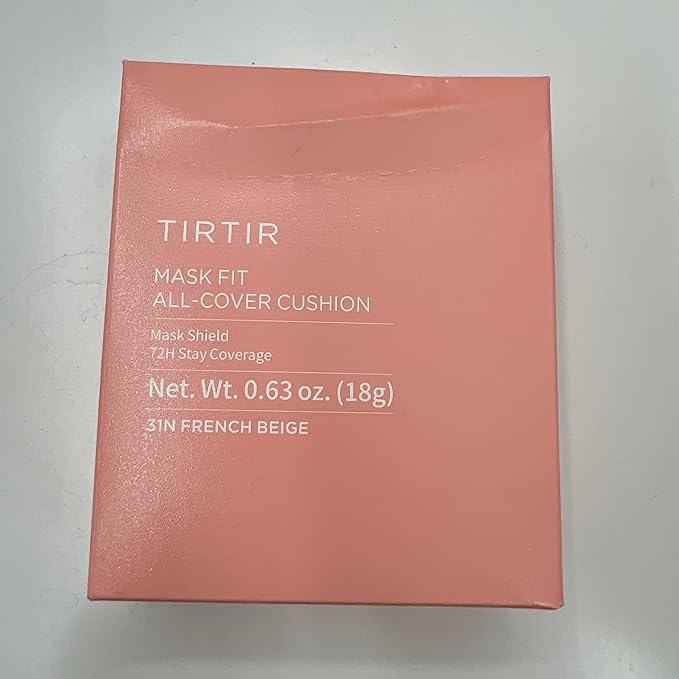 TIRTIR
MASK FIT
ALL-COVER CUSHION
Mask Shield
72H Stay Coverage
Net. Wt. 0.63 oz. (18g)
31N FRENCH BEIGE